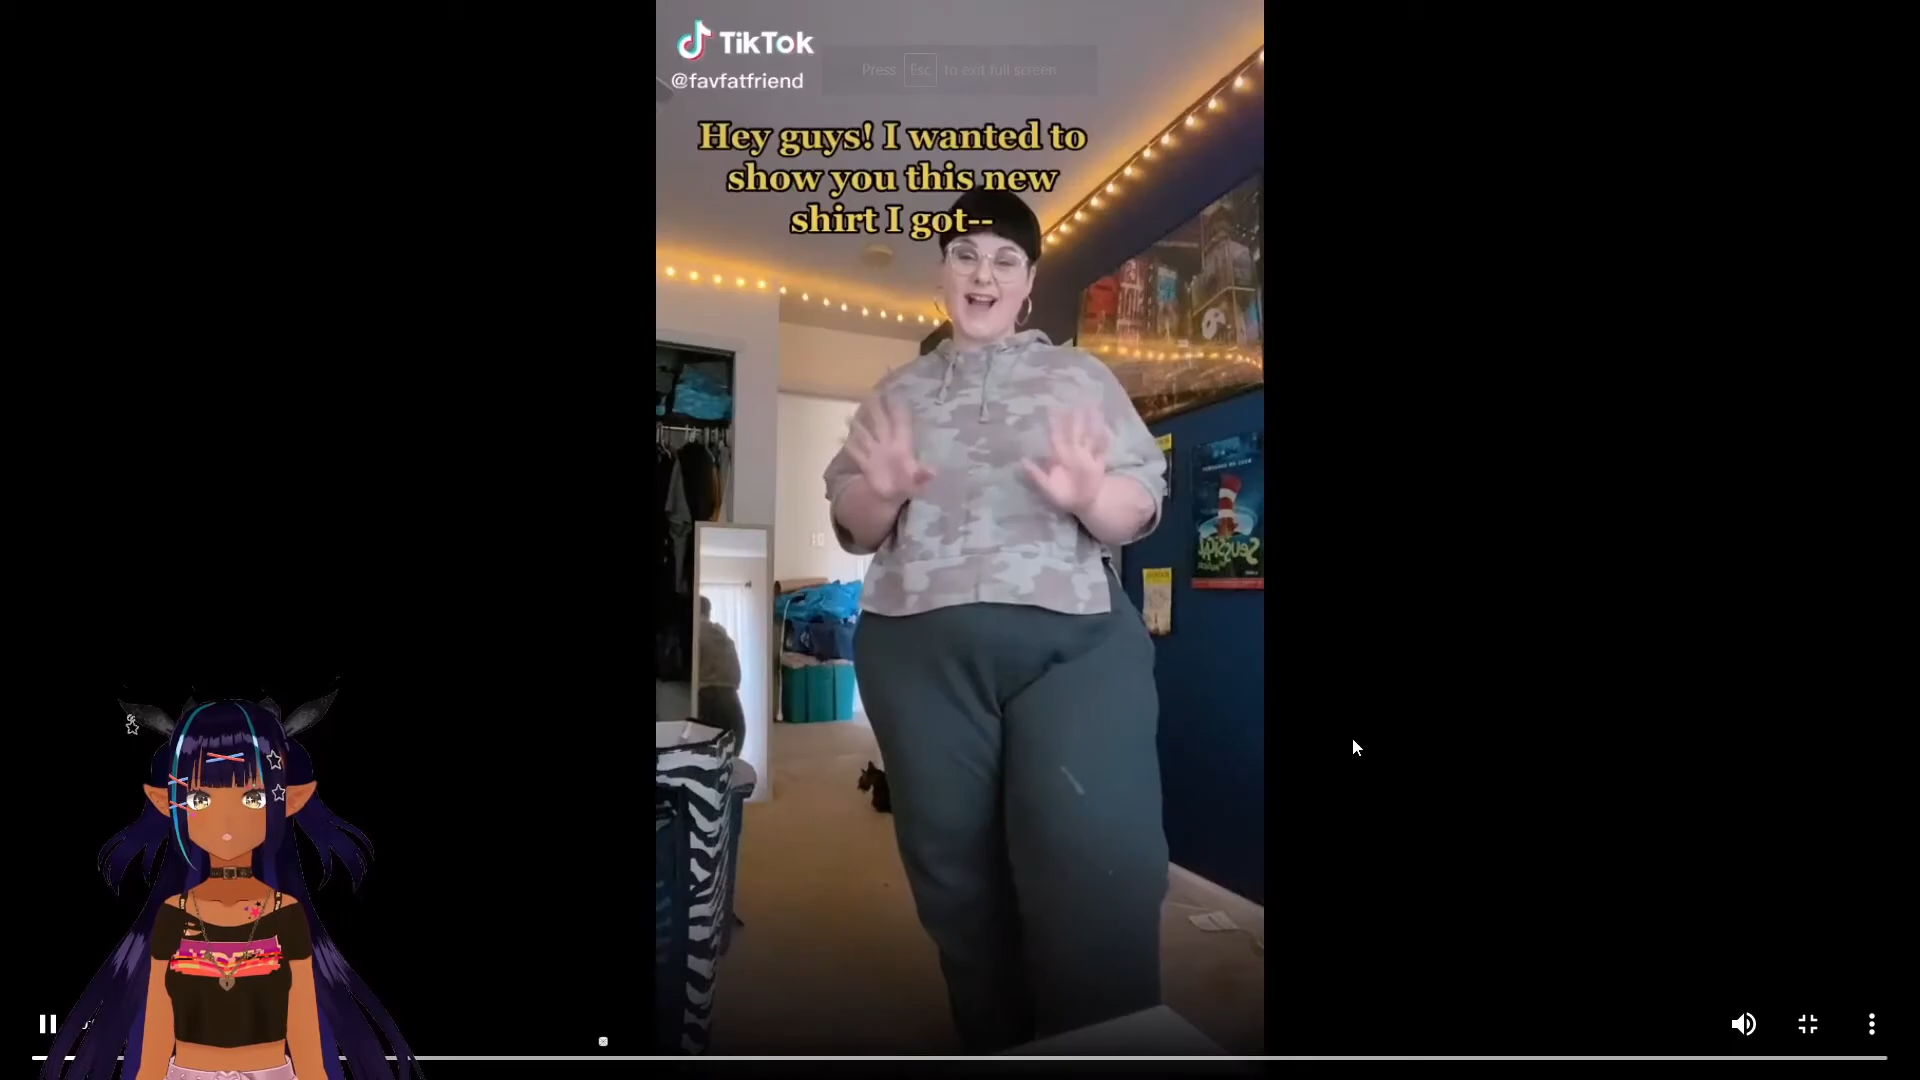 TikTok
@favfatfriend
Press Esc to exit full screen
Hey guys! I wanted to
show you this new
shirt I got--